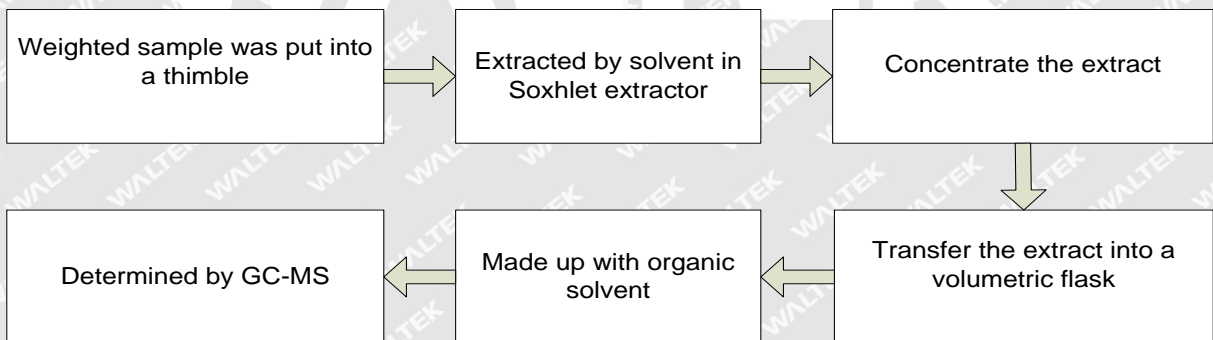 Weighted sample was put into
a thimble
Extracted by solvent in
Soxhlet extractor
Concentrate the extract
Transfer the extract into a
volumetric flask
Made up with organic
solvent
Determined by GC-MS
WALTEK